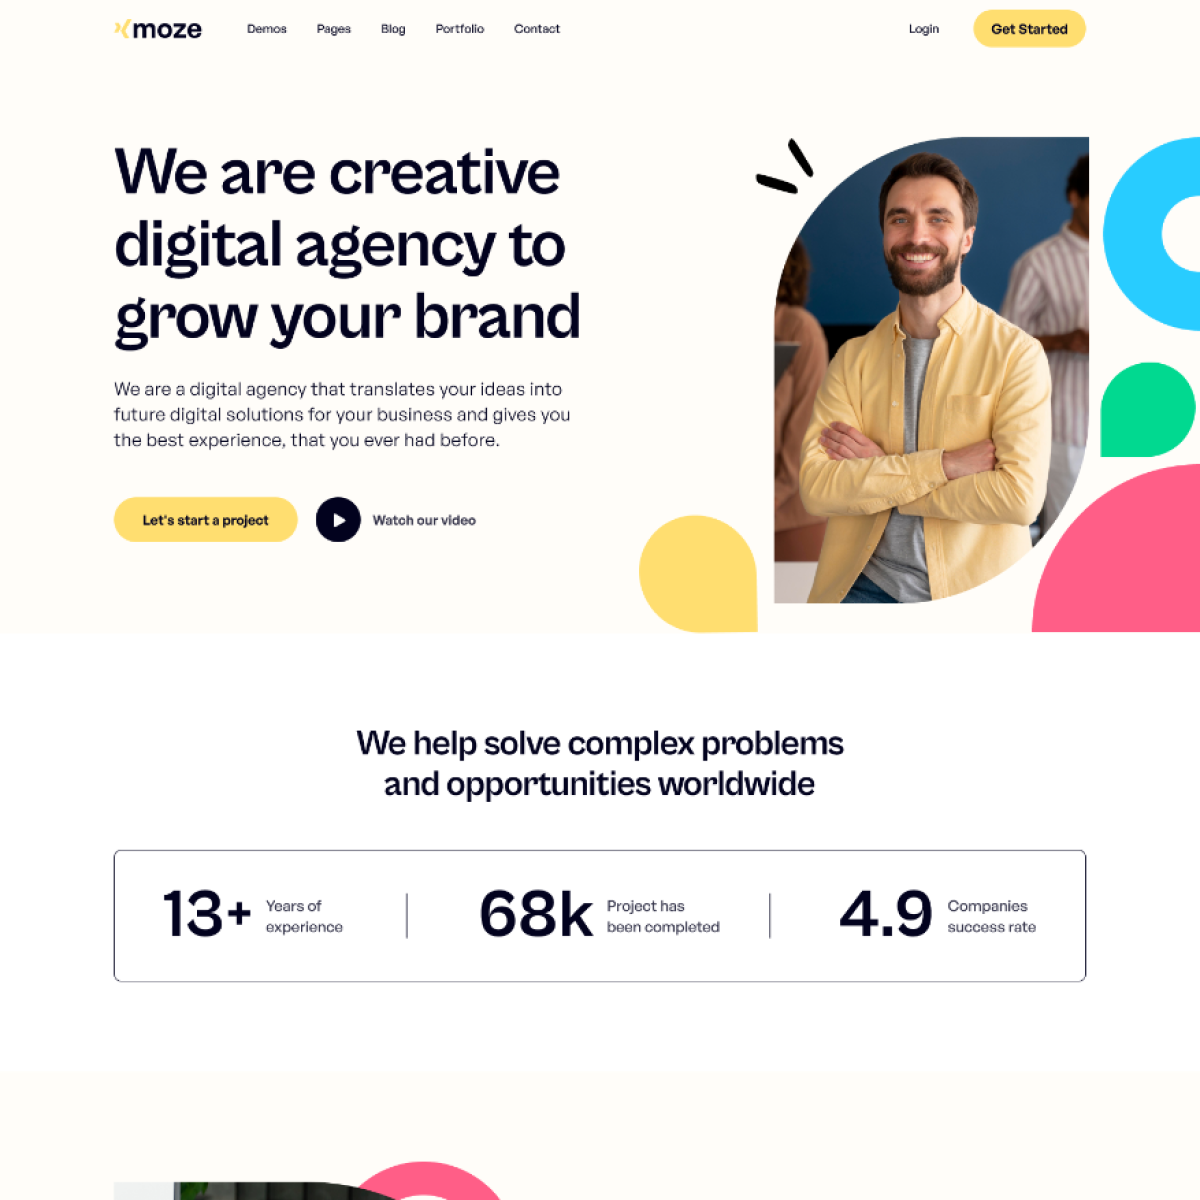 moze
Demos Pages Blog Portfolio Contact Login Get Started
We are creative
digital agency to
grow your brand
We are a digital agency that translates your ideas into
future digital solutions for your business and gives you
the best experience, that you ever had before.
Let's start a project
Watch our video
We help solve complex problems
and opportunities worldwide
13+
Years of
experience
68k
Project has
been completed
4.9
Companies
success rate